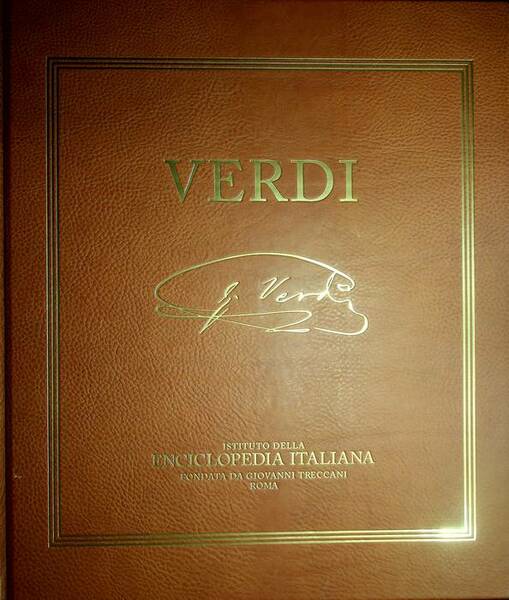 VERDI
G. Verdi
ISTITUTO DELLA
ENCICLOPEDIA ITALIANA
FONDATA DA GIOVANNI TRECCANI
ROMA